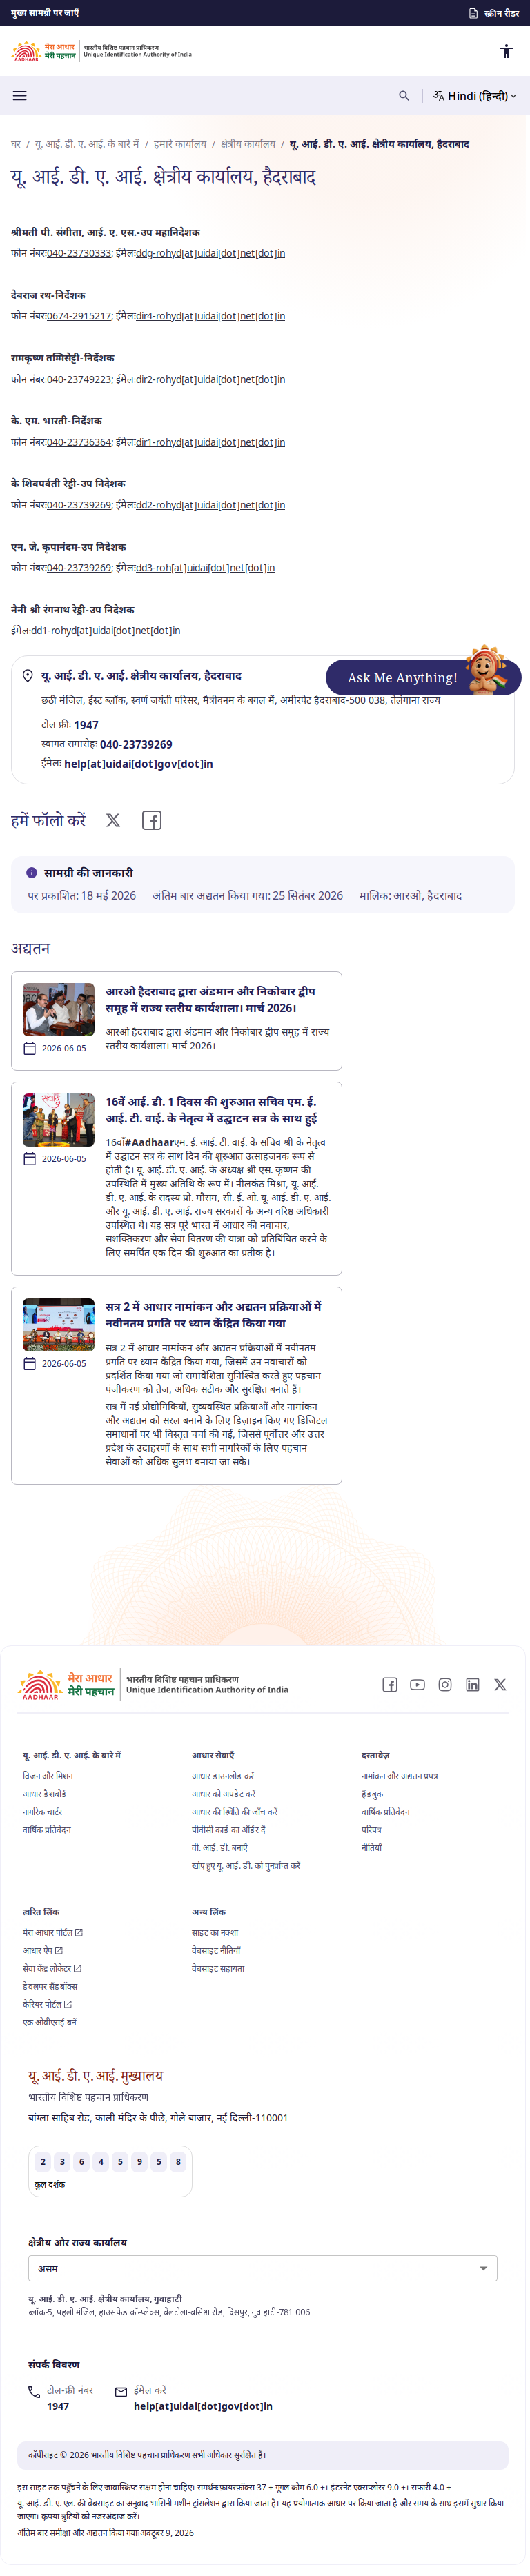 मुख्य सामग्री पर जाएँ
स्क्रीन रीडर
मेरा आधार
मेरी पहचान
भारतीय विशिष्ट पहचान प्राधिकरण
Unique Identification Authority of India
Hindi (हिन्दी)
घर / यू. आई. डी. ए. आई. के बारे में / हमारे कार्यालय / क्षेत्रीय कार्यालय / यू. आई. डी. ए. आई. क्षेत्रीय कार्यालय, हैदराबाद
यू. आई. डी. ए. आई. क्षेत्रीय कार्यालय, हैदराबाद
श्रीमती पी. संगीता, आई. ए. एस.-उप महानिदेशक
फोन नंबरः040-23730333; ईमेलःddg-rohyd[at]uidai[dot]net[dot]in
देबराज रथ-निर्देशक
फोन नंबरः0674-2915217; ईमेलःdir4-rohyd[at]uidai[dot]net[dot]in
रामकृष्ण तम्मिसेट्टी-निर्देशक
फोन नंबरः040-23749223; ईमेलःdir2-rohyd[at]uidai[dot]net[dot]in
के. एम. भारती-निर्देशक
फोन नंबरः040-23736364; ईमेलःdir1-rohyd[at]uidai[dot]net[dot]in
के शिवपर्वती रेड्डी-उप निदेशक
फोन नंबरः040-23739269; ईमेलःdd2-rohyd[at]uidai[dot]net[dot]in
एन. जे. कृपानंदम-उप निदेशक
फोन नंबरः040-23739269; ईमेलःdd3-roh[at]uidai[dot]net[dot]in
नैनी श्री रंगनाथ रेड्डी-उप निदेशक
ईमेलःdd1-rohyd[at]uidai[dot]net[dot]in
यू. आई. डी. ए. आई. क्षेत्रीय कार्यालय, हैदराबाद
Ask Me Anything!
छठी मंजिल, ईस्ट ब्लॉक, स्वर्ण जयंती परिसर, मैत्रीवनम के बगल में, अमीरपेट हैदराबाद-500 038, तेलंगाना राज्य
टोल फ्रीः 1947
स्वागत समारोहः 040-23739269
ईमेलः help[at]uidai[dot]gov[dot]in
हमें फॉलो करें
सामग्री की जानकारी
पर प्रकाशित: 18 मई 2026 अंतिम बार अद्यतन किया गया: 25 सितंबर 2026 मालिक: आरओ, हैदराबाद
अद्यतन
आरओ हैदराबाद द्वारा अंडमान और निकोबार द्वीप
समूह में राज्य स्तरीय कार्यशाला। मार्च 2026।
आरओ हैदराबाद द्वारा अंडमान और निकोबार द्वीप समूह में राज्य
स्तरीय कार्यशाला। मार्च 2026।
2026-06-05
16वें आई. डी. 1 दिवस की शुरुआत सचिव एम. ई.
आई. टी. वाई. के नेतृत्व में उद्घाटन सत्र के साथ हुई
2026-06-05
16वाँ#Aadhaarएम. ई. आई. टी. वाई. के सचिव श्री के नेतृत्व
में उद्घाटन सत्र के साथ दिन की शुरुआत उत्साहजनक रूप से
होती है। यू. आई. डी. ए. आई. के अध्यक्ष श्री एस. कृष्णन की
उपस्थिति में मुख्य अतिथि के रूप में। नीलकंठ मिश्रा, यू. आई.
डी. ए. आई. के सदस्य प्रो. मौसम, सी. ई. ओ. यू. आई. डी. ए. आई.
और यू. आई. डी. ए. आई. राज्य सरकारों के अन्य वरिष्ठ अधिकारी
उपस्थित थे। यह सत्र पूरे भारत में आधार की नवाचार,
सशक्तिकरण और सेवा वितरण की यात्रा को प्रतिबिंबित करने के
लिए समर्पित एक दिन की शुरुआत का प्रतीक है।
सत्र 2 में आधार नामांकन और अद्यतन प्रक्रियाओं में
नवीनतम प्रगति पर ध्यान केंद्रित किया गया
2026-06-05
सत्र 2 में आधार नामांकन और अद्यतन प्रक्रियाओं में नवीनतम
प्रगति पर ध्यान केंद्रित किया गया, जिसमें उन नवाचारों को
प्रदर्शित किया गया जो समावेशिता सुनिश्चित करते हुए पहचान
पंजीकरण को तेज, अधिक सटीक और सुरक्षित बनाते हैं।
सत्र में नई प्रौद्योगिकियों, सुव्यवस्थित प्रक्रियाओं और नामांकन
और अद्यतन को सरल बनाने के लिए डिज़ाइन किए गए डिजिटल
समाधानों पर भी विस्तृत चर्चा की गई, जिससे पूर्वोत्तर और उत्तर
प्रदेश के उदाहरणों के साथ सभी नागरिकों के लिए पहचान
सेवाओं को अधिक सुलभ बनाया जा सके।
मेरा आधार
मेरी पहचान
AADHAAR
भारतीय विशिष्ट पहचान प्राधिकरण
Unique Identification Authority of India
यू. आई. डी. ए. आई. के बारे में
विजन और मिशन
आधार डैशबोर्ड
नागरिक चार्टर
वार्षिक प्रतिवेदन
आधार सेवाएँ
आधार डाउनलोड करें
आधार को अपडेट करें
आधार की स्थिति की जाँच करें
पीवीसी कार्ड का ऑर्डर दें
वी. आई. डी. बनाएँ
खोए हुए यू. आई. डी. को पुनर्प्राप्त करें
दस्तावेज़
नामांकन और अद्यतन प्रपत्र
हैंडबुक
वार्षिक प्रतिवेदन
परिपत्र
नीतियाँ
त्वरित लिंक
मेरा आधार पोर्टल
आधार ऐप
सेवा केंद्र लोकेटर
डेवलपर सैंडबॉक्स
कैरियर पोर्टल
एक ओवीएसई बनें
अन्य लिंक
साइट का नक्शा
वेबसाइट नीतियाँ
वेबसाइट सहायता
यू. आई. डी. ए. आई. मुख्यालय
भारतीय विशिष्ट पहचान प्राधिकरण
बांग्ला साहिब रोड, काली मंदिर के पीछे, गोले बाजार, नई दिल्ली-110001
2 3 6 4 5 9 5 8
कुल दर्शक
क्षेत्रीय और राज्य कार्यालय
असम
यू. आई. डी. ए. आई. क्षेत्रीय कार्यालय, गुवाहाटी
ब्लॉक-5, पहली मंजिल, हाउसफेड कॉम्प्लेक्स, बेलटोला-बसिष्ठा रोड, दिसपुर, गुवाहाटी-781 006
संपर्क विवरण
टोल-फ्री नंबर
1947
ईमेल करें
help[at]uidai[dot]gov[dot]in
कॉपीराइट © 2026 भारतीय विशिष्ट पहचान प्राधिकरण सभी अधिकार सुरक्षित हैं।
इस साइट तक पहुँचने के लिए जावास्क्रिप्ट सक्षम होना चाहिए। समर्थनः फ़ायरफ़ॉक्स 37 + गूगल क्रोम 6.0 +। इंटरनेट एक्सप्लोरर 9.0 +। सफारी 4.0 +
यू. आई. डी. ए. एल. की वेबसाइट का अनुवाद भासिनी मशीन ट्रांसलेशन द्वारा किया जाता है। यह प्रयोगात्मक आधार पर किया जाता है और समय के साथ इसमें सुधार किया
जाएगा। कृपया त्रुटियों को नजरअंदाज करें।
अंतिम बार समीक्षा और अद्यतन किया गयाः अक्टूबर 9, 2026